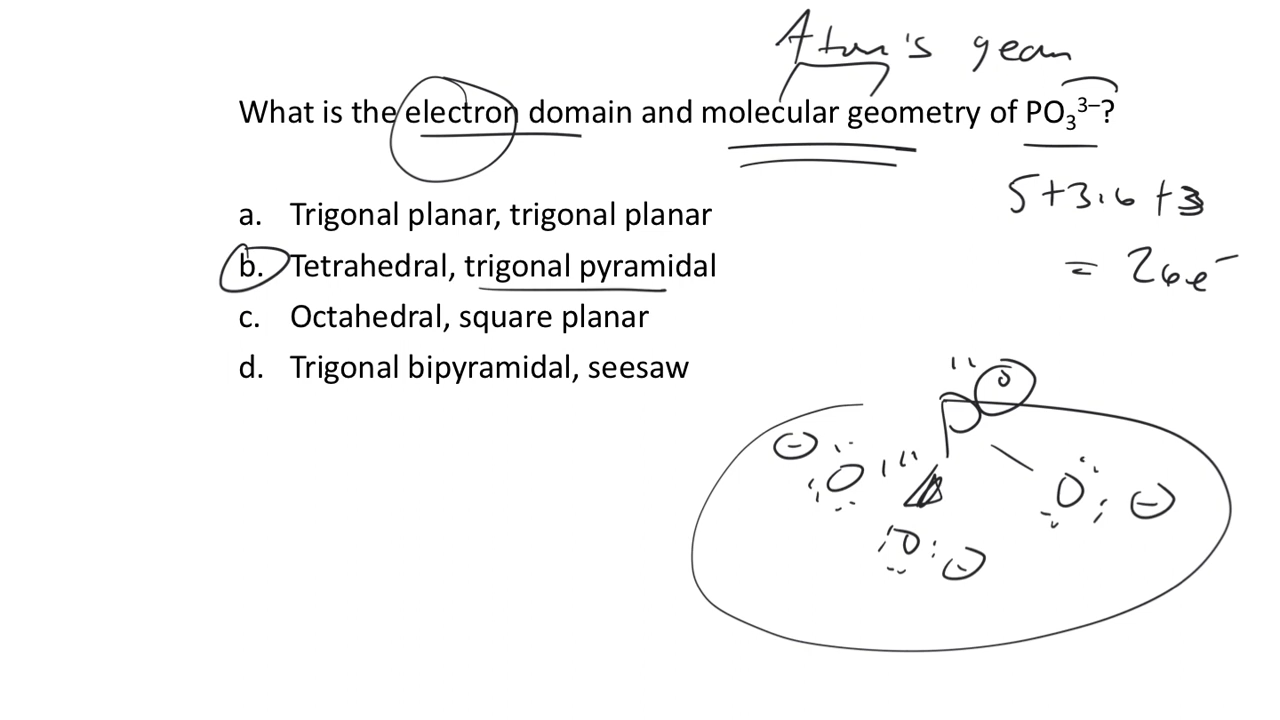 Atom's geom
What is the electron domain and molecular geometry of PO₃³⁻?
5+3·6+3
= 26e⁻
a. Trigonal planar, trigonal planar
b. Tetrahedral, trigonal pyramidal
c. Octahedral, square planar
d. Trigonal bipyramidal, seesaw
P 0
⊖ O O ⊖
O ⊖